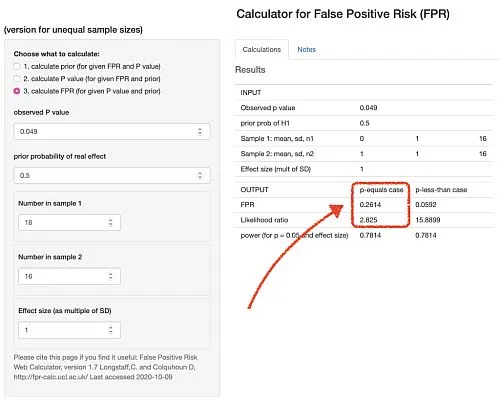 Calculator for False Positive Risk (FPR)
(version for unequal sample sizes)
Choose what to calculate:
1. calculate prior (for given FPR and P value)
2. calculate P value (for given FPR and prior)
3. calculate FPR (for given P value and prior)
observed P value
0.049
prior probability of real effect
0.5
Number in sample 1
16
Number in sample 2
16
Effect size (as multiple of SD)
1
Please cite this page if you find it useful: False Positive Risk
Web Calculator, version 1.7 Longstaff,C. and Colquhoun D,
http://fpr-calc.ucl.ac.uk/ Last accessed 2020-10-09
Calculations Notes
Results
INPUT
Observed p value 0.049
prior prob of H1 0.5
Sample 1: mean, sd, n1 0 1 16
Sample 2: mean, sd, n2 1 1 16
Effect size (mult of SD) 1
OUTPUT p-equals case p-less-than case
FPR 0.2614 0.0592
Likelihood ratio 2.825 15.8899
power (for p = 0.05 and effect size) 0.7814 0.7814